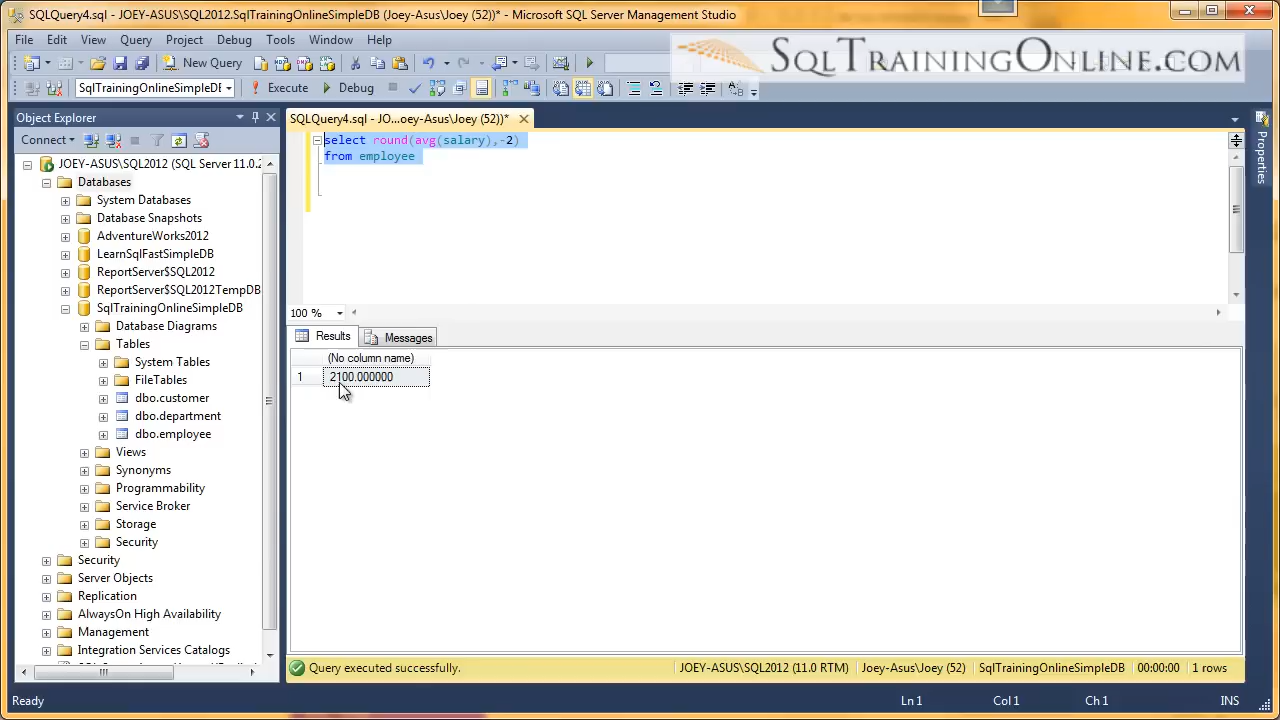 SQLQuery4.sql - JOEY-ASUS\SQL2012.SqlTrainingOnlineSimpleDB (Joey-Asus\Joey (52))* - Microsoft SQL Server Management Studio
File Edit View Query Project Debug Tools Window Help
New Query
SQLTRAININGONLINE.COM
SqlTrainingOnlineSimpleDE Execute Debug
Object Explorer
SQLQuery4.sql - JO...oey-Asus\Joey (52))*
Connect
select round(avg(salary),-2)
from employee
Properties
JOEY-ASUS\SQL2012 (SQL Server 11.0.2
Databases
System Databases
Database Snapshots
AdventureWorks2012
LearnSqlFastSimpleDB
ReportServer$SQL2012
ReportServer$SQL2012TempDB
SqlTrainingOnlineSimpleDB
Database Diagrams
Tables
System Tables
FileTables
dbo.customer
dbo.department
dbo.employee
Views
Synonyms
Programmability
Service Broker
Storage
Security
Security
Server Objects
Replication
AlwaysOn High Availability
Management
Integration Services Catalogs
100 %
Results Messages
(No column name)
1 2100.000000
Query executed successfully. JOEY-ASUS\SQL2012 (11.0 RTM) Joey-Asus\Joey (52) SqlTrainingOnlineSimpleDB 00:00:00 1 rows
Ready Ln 1 Col 1 Ch 1 INS